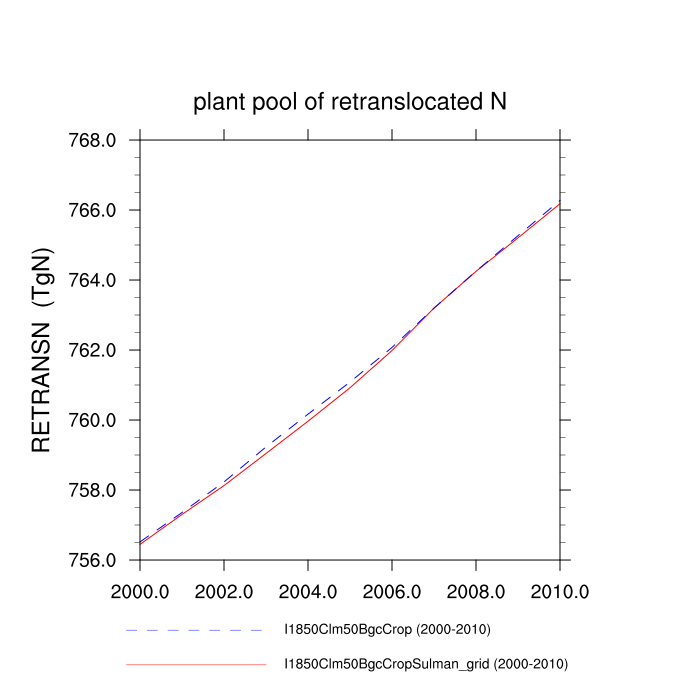 plant pool of retranslocated N
768.0
766.0
764.0
762.0
760.0
758.0
756.0
RETRANSN (TgN)
2000.0 2002.0 2004.0 2006.0 2008.0 2010.0
I1850Clm50BgcCrop (2000-2010)
I1850Clm50BgcCropSulman_grid (2000-2010)